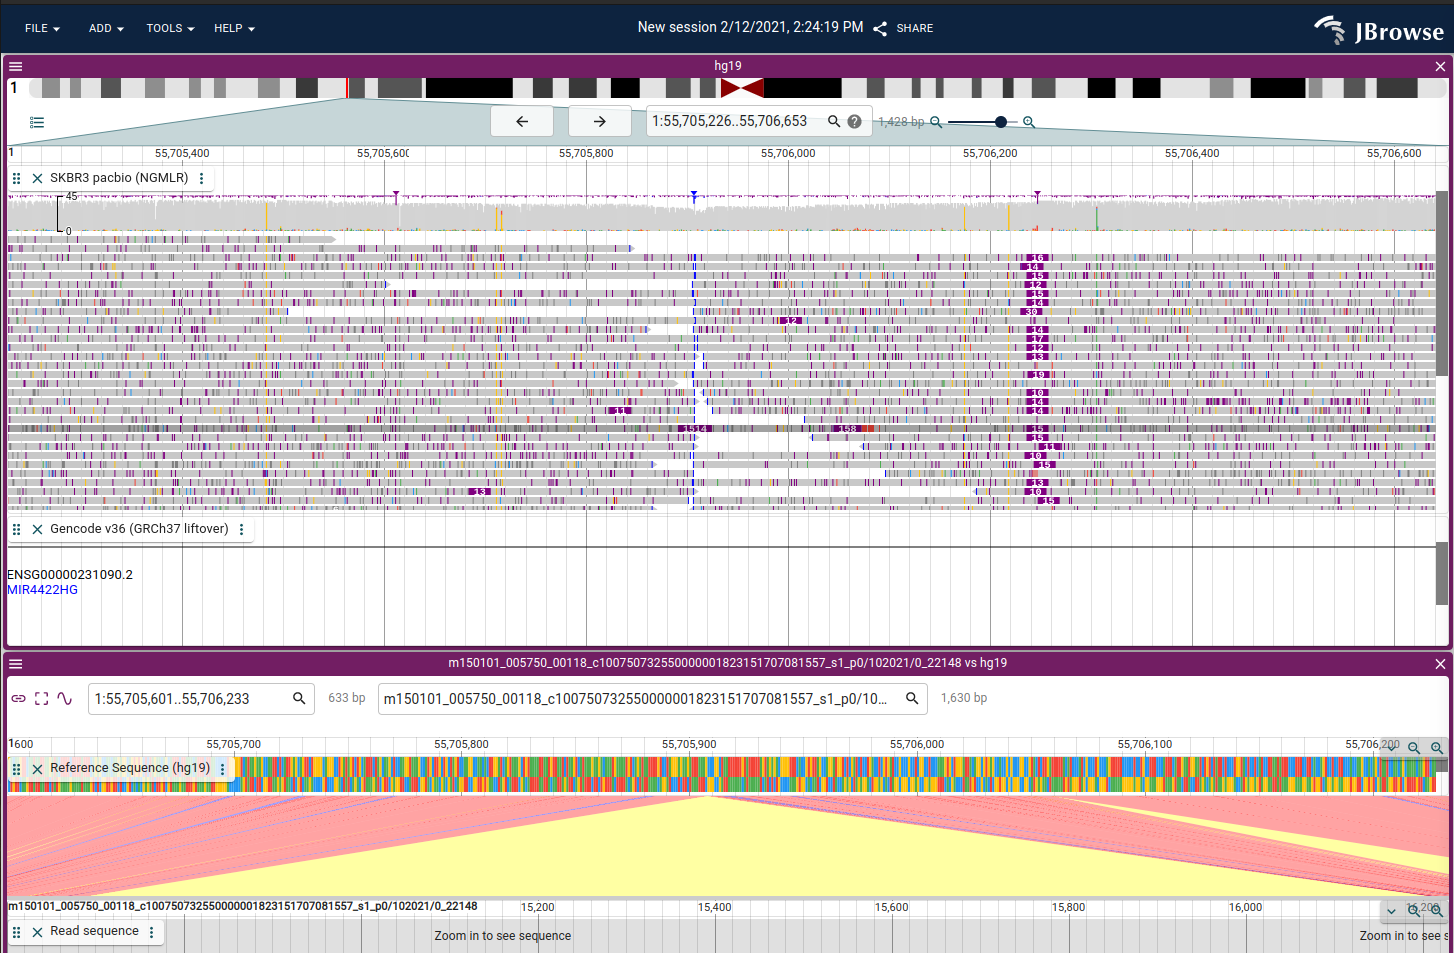 FILE ADD TOOLS HELP New session 2/12/2021, 2:24:19 PM SHARE JBrowse
hg19
1
1:55,705,226..55,706,653 1,428 bp
1 55,705,400 55,705,600 55,705,800 55,706,000 55,706,200 55,706,400 55,706,600
SKBR3 pacbio (NGMLR)
45
0
16
14
15
12
15
14
30
12
14
17
12
13
19
10
14
11 14
1514 158 15
15
11
10
15
13
13 10
15
Gencode v36 (GRCh37 liftover)
ENSG00000231090.2
MIR4422HG
m150101_005750_00118_c100750732550000001823151707081557_s1_p0/102021/0_22148 vs hg19
1:55,705,601..55,706,233 633 bp m150101_005750_00118_c100750732550000001823151707081557_s1_p0/10... 1,630 bp
1600 55,705,700 55,705,800 55,705,900 55,706,000 55,706,100 55,706,200
Reference Sequence (hg19)
m150101_005750_00118_c100750732550000001823151707081557_s1_p0/102021/0_22148 15,200 15,400 15,600 15,800 16,000 16,200
Read sequence
Zoom in to see sequence Zoom in to see s